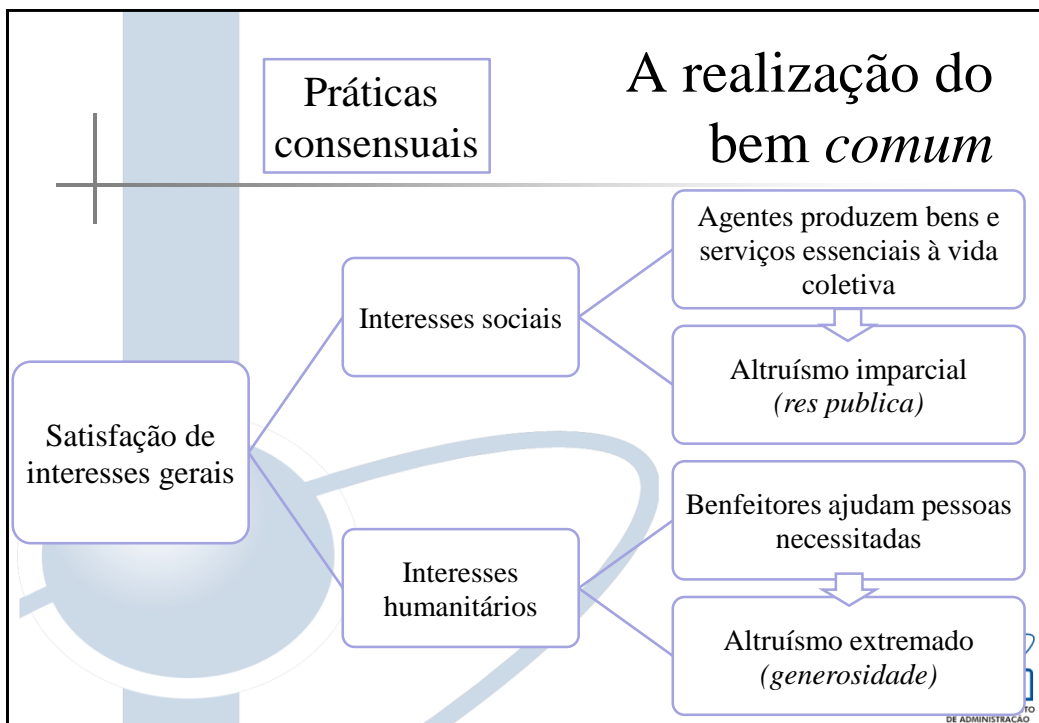 Práticas
consensuais
A realização do
bem comum
Satisfação de
interesses gerais
Interesses sociais
Agentes produzem bens e
serviços essenciais à vida
coletiva
Altruísmo imparcial
(res publica)
Interesses
humanitários
Benfeitores ajudam pessoas
necessitadas
Altruísmo extremado
(generosidade)
DE ADMINISTRAÇÃO